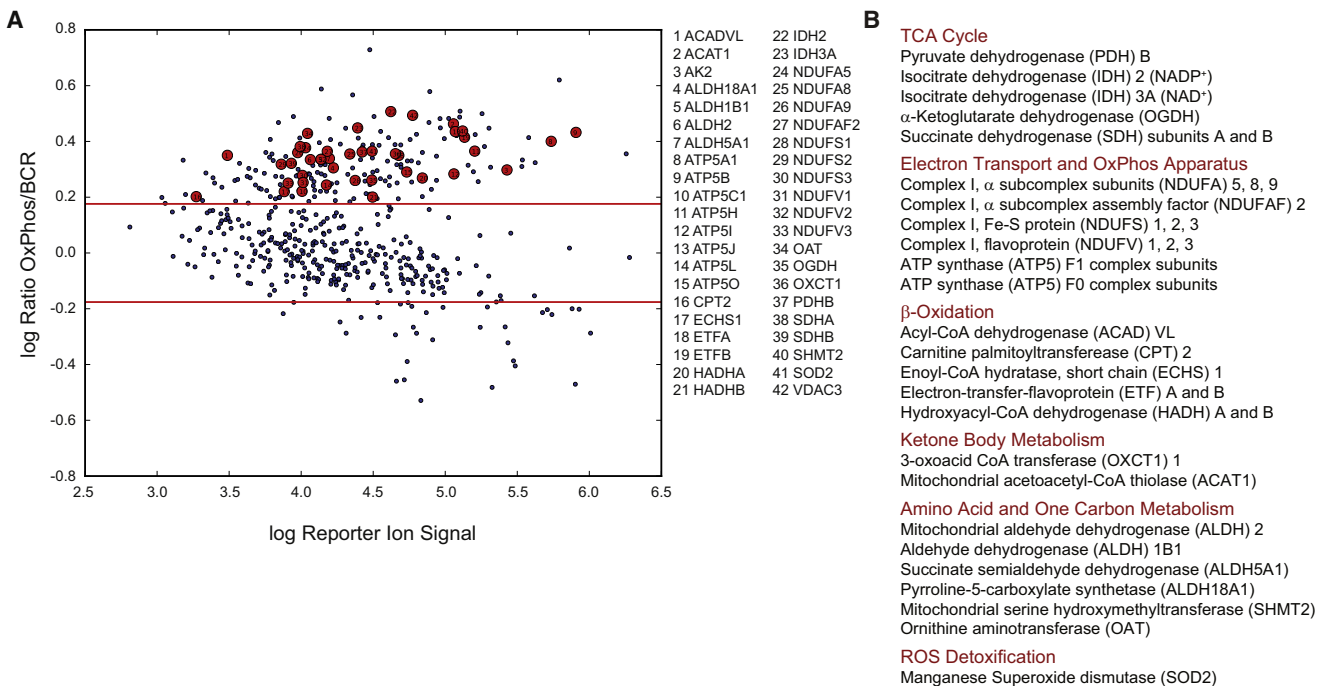 A
0.8
0.6
0.4
0.2
0.0
-0.2
-0.4
-0.6
-0.8
log Ratio OxPhos/BCR
2.5 3.0 3.5 4.0 4.5 5.0 5.5 6.0 6.5
log Reporter Ion Signal
1 ACADVL
2 ACAT1
3 AK2
4 ALDH18A1
5 ALDH1B1
6 ALDH2
7 ALDH5A1
8 ATP5A1
9 ATP5B
10 ATP5C1
11 ATP5H
12 ATP5I
13 ATP5J
14 ATP5L
15 ATP5O
16 CPT2
17 ECHS1
18 ETFA
19 ETFB
20 HADHA
21 HADHB
22 IDH2
23 IDH3A
24 NDUFA5
25 NDUFA8
26 NDUFA9
27 NDUFAF2
28 NDUFS1
29 NDUFS2
30 NDUFS3
31 NDUFV1
32 NDUFV2
33 NDUFV3
34 OAT
35 OGDH
36 OXCT1
37 PDHB
38 SDHA
39 SDHB
40 SHMT2
41 SOD2
42 VDAC3
B
TCA Cycle
Pyruvate dehydrogenase (PDH) B
Isocitrate dehydrogenase (IDH) 2 (NADP⁺)
Isocitrate dehydrogenase (IDH) 3A (NAD⁺)
α-Ketoglutarate dehydrogenase (OGDH)
Succinate dehydrogenase (SDH) subunits A and B
Electron Transport and OxPhos Apparatus
Complex I, α subcomplex subunits (NDUFA) 5, 8, 9
Complex I, α subcomplex assembly factor (NDUFAF) 2
Complex I, Fe-S protein (NDUFS) 1, 2, 3
Complex I, flavoprotein (NDUFV) 1, 2, 3
ATP synthase (ATP5) F1 complex subunits
ATP synthase (ATP5) F0 complex subunits
β-Oxidation
Acyl-CoA dehydrogenase (ACAD) VL
Carnitine palmitoyltransferease (CPT) 2
Enoyl-CoA hydratase, short chain (ECHS) 1
Electron-transfer-flavoprotein (ETF) A and B
Hydroxyacyl-CoA dehydrogenase (HADH) A and B
Ketone Body Metabolism
3-oxoacid CoA transferase (OXCT1) 1
Mitochondrial acetoacetyl-CoA thiolase (ACAT1)
Amino Acid and One Carbon Metabolism
Mitochondrial aldehyde dehydrogenase (ALDH) 2
Aldehyde dehydrogenase (ALDH) 1B1
Succinate semialdehyde dehydrogenase (ALDH5A1)
Pyrroline-5-carboxylate synthetase (ALDH18A1)
Mitochondrial serine hydroxymethyltransferase (SHMT2)
Ornithine aminotransferase (OAT)
ROS Detoxification
Manganese Superoxide dismutase (SOD2)